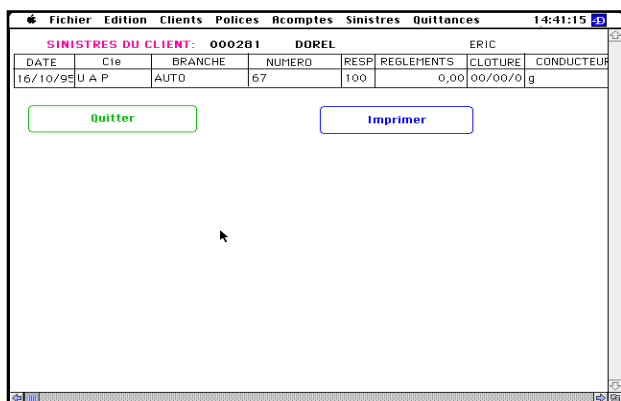 Fichier Edition Clients Polices Acomptes Sinistres Quittances 14:41:15
SINISTRES DU CLIENT: 000281 DOREL ERIC
DATE Cie BRANCHE NUMERO RESP REGLEMENTS CLOTURE CONDUCTEUR
16/10/95 U A P AUTO 67 100 0,00 00/00/0 g
Quitter Imprimer